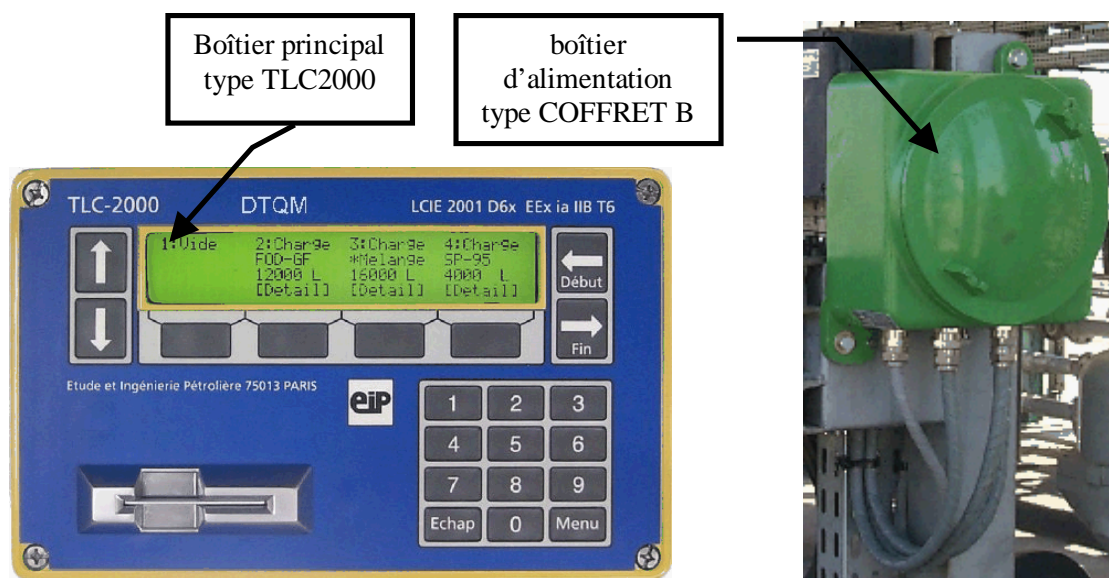 Boîtier principal
type TLC2000
boîtier
d'alimentation
type COFFRET B
TLC-2000 DTQM LCIE 2001 D6x EEx ia IIB T6
1:Vide 2:Charge 3:Charge 4:Charge
FOD-GF *Melange SP-95
12000 L 16000 L 4000 L
[Detail] [Detail] [Detail]
Début
Fin
Etude et Ingénierie Pétrolière 75013 PARIS
eiP
1 2 3
4 5 6
7 8 9
Echap 0 Menu